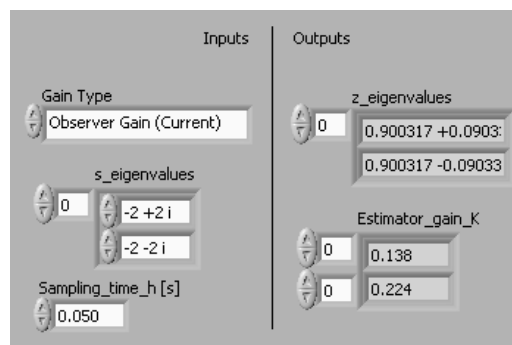 Inputs
Outputs
Gain Type
Observer Gain (Current)
s_eigenvalues
0
-2 +2 i
-2 -2 i
Sampling_time_h [s]
0.050
z_eigenvalues
0
0.900317 +0.0903
0.900317 -0.09033
Estimator_gain_K
0
0.138
0
0.224